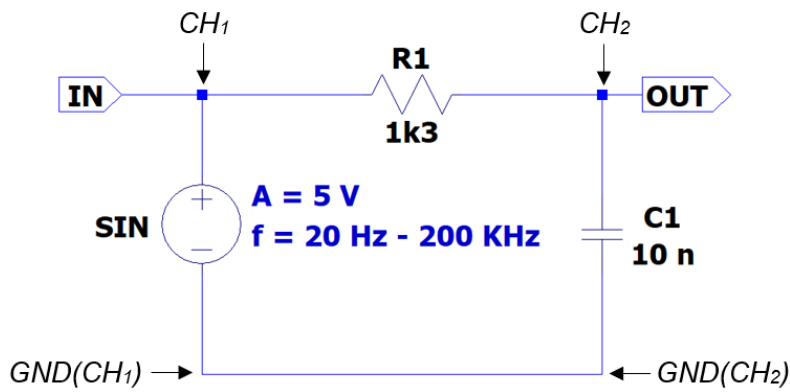 CH1
CH2
R1
IN
OUT
1k3
A = 5 V
SIN
f = 20 Hz - 200 KHz
C1
10 n
GND(CH1)
GND(CH2)